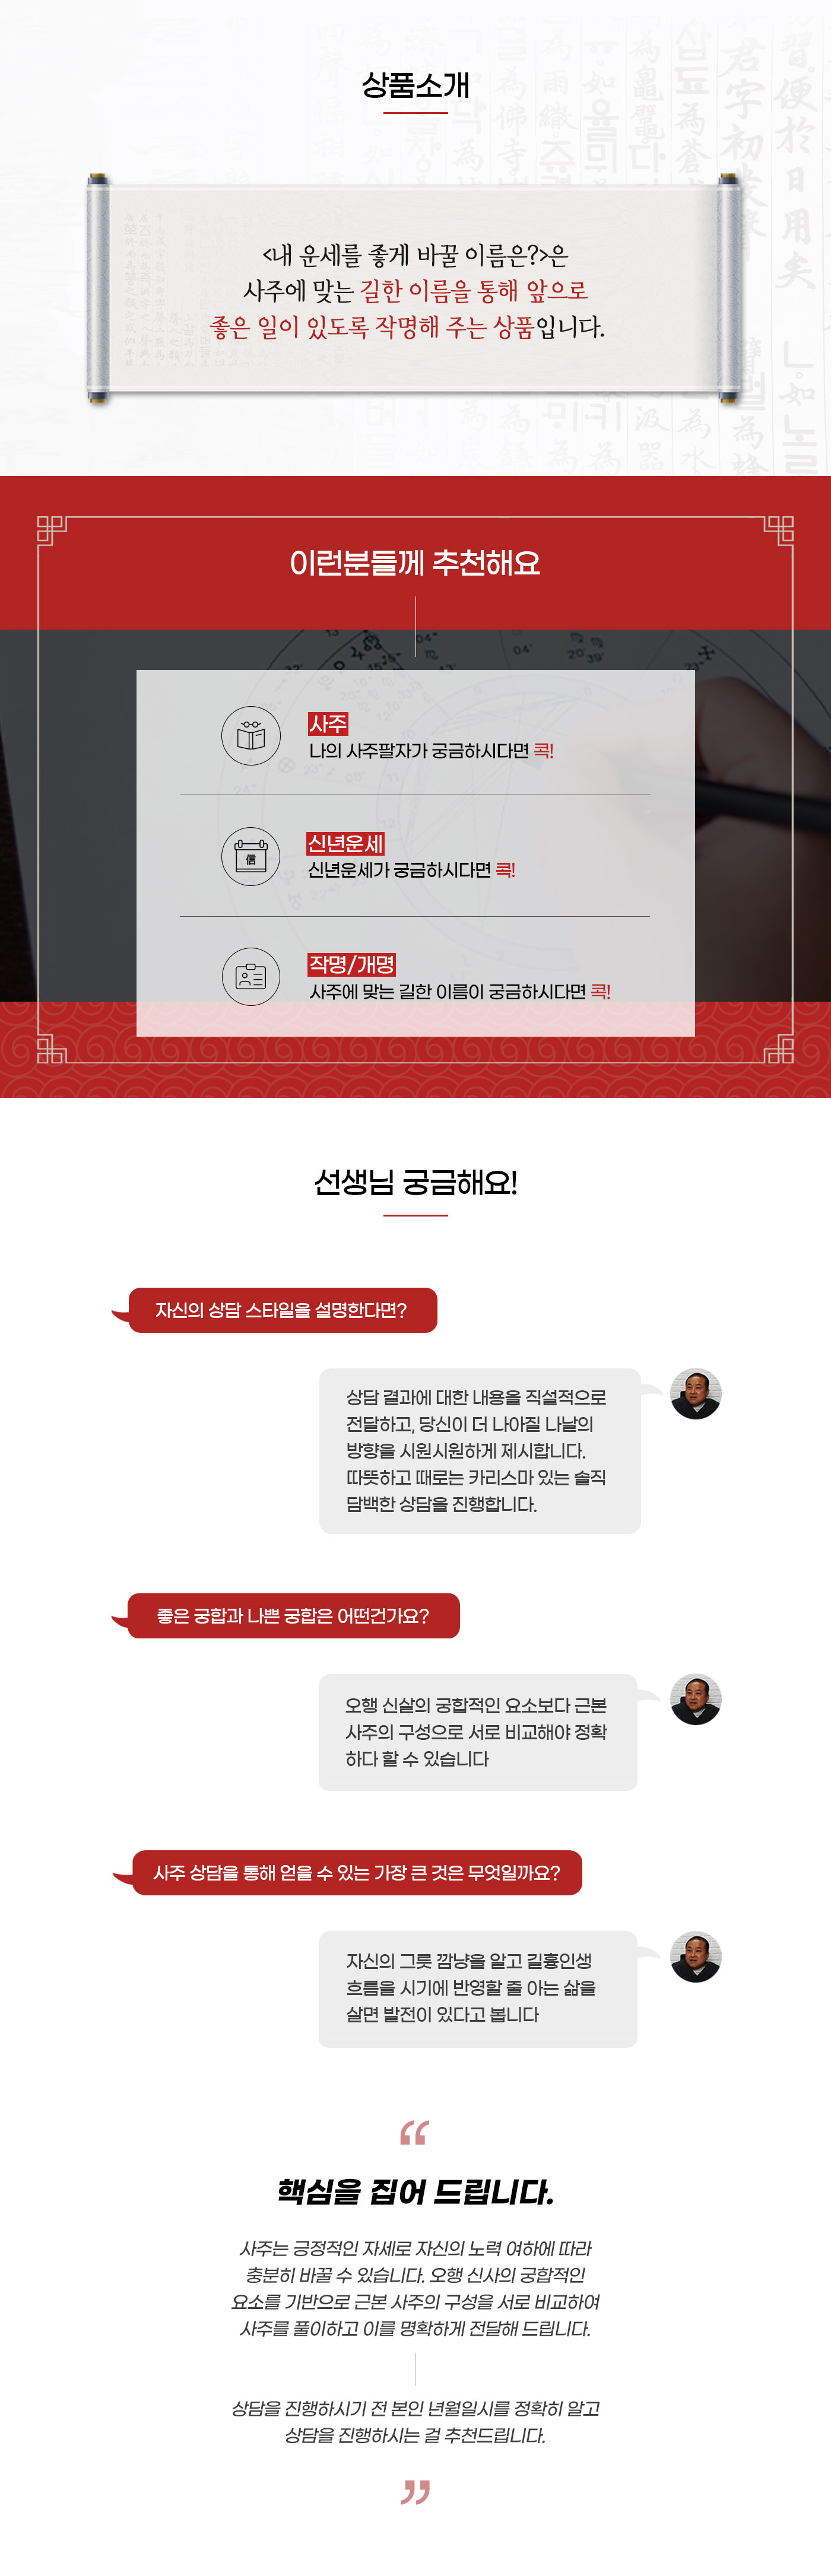 상품소개
<내 운세를 좋게 바꿀 이름은?>은
사주에 맞는 길한 이름을 통해 앞으로
좋은 일이 있도록 작명해 주는 상품입니다.
이런분들께 추천해요
사주
나의 사주팔자가 궁금하시다면 콕!
信
신년운세
신년운세가 궁금하시다면 콕!
작명/개명
사주에 맞는 길한 이름이 궁금하시다면 콕!
선생님 궁금해요!
자신의 상담 스타일을 설명한다면?
상담 결과에 대한 내용을 직설적으로
전달하고, 당신이 더 나아질 나날의
방향을 시원시원하게 제시합니다.
따뜻하고 때로는 카리스마 있는 솔직
담백한 상담을 진행합니다.
좋은 궁합과 나쁜 궁합은 어떤건가요?
오행 신살의 궁합적인 요소보다 근본
사주의 구성으로 서로 비교해야 정확
하다 할 수 있습니다
사주 상담을 통해 얻을 수 있는 가장 큰 것은 무엇일까요?
자신의 그릇 깜냥을 알고 길흉인생
흐름을 시기에 반영할 줄 아는 삶을
살면 발전이 있다고 봅니다
“
핵심을 집어 드립니다.
사주는 긍정적인 자세로 자신의 노력 여하에 따라
충분히 바꿀 수 있습니다. 오행 신사의 궁합적인
요소를 기반으로 근본 사주의 구성을 서로 비교하여
사주를 풀이하고 이를 명확하게 전달해 드립니다.
상담을 진행하시기 전 본인 년월일시를 정확히 알고
상담을 진행하시는 걸 추천드립니다.
”